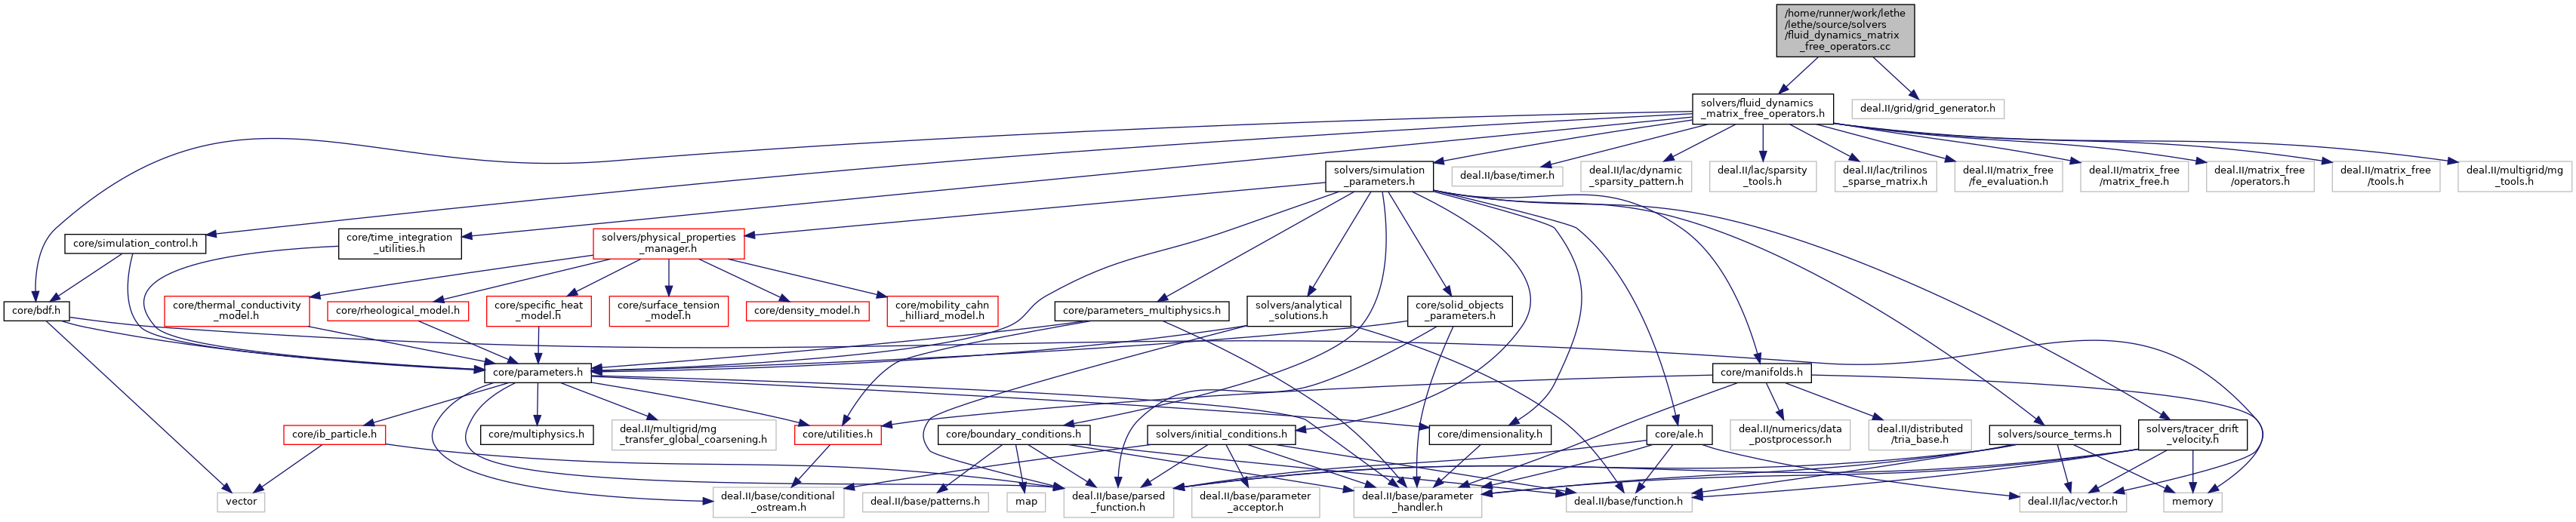 /home/runner/work/lethe
/lethe/source/solvers
/fluid_dynamics_matrix
_free_operators.cc
solvers/fluid_dynamics
_matrix_free_operators.h
deal.II/grid/grid_generator.h
solvers/simulation
_parameters.h
deal.II/base/timer.h
deal.II/lac/dynamic
_sparsity_pattern.h
deal.II/lac/sparsity
_tools.h
deal.II/lac/trilinos
_sparse_matrix.h
deal.II/matrix_free
/fe_evaluation.h
deal.II/matrix_free
/matrix_free.h
deal.II/matrix_free
/operators.h
deal.II/matrix_free
/tools.h
deal.II/multigrid/mg
_tools.h
core/simulation_control.h
core/time_integration
_utilities.h
solvers/physical_properties
_manager.h
core/bdf.h
core/thermal_conductivity
_model.h
core/rheological_model.h
core/specific_heat
_model.h
core/surface_tension
_model.h
core/density_model.h
core/mobility_cahn
_hilliard_model.h
core/parameters_multiphysics.h
solvers/analytical
_solutions.h
core/solid_objects
_parameters.h
core/parameters.h
core/manifolds.h
core/ib_particle.h
core/multiphysics.h
deal.II/multigrid/mg
_transfer_global_coarsening.h
core/utilities.h
core/boundary_conditions.h
solvers/initial_conditions.h
core/dimensionality.h
core/ale.h
deal.II/numerics/data
_postprocessor.h
deal.II/distributed
/tria_base.h
solvers/source_terms.h
solvers/tracer_drift
_velocity.h
vector
deal.II/base/conditional
_ostream.h
deal.II/base/patterns.h
map
deal.II/base/parsed
_function.h
deal.II/base/parameter
_acceptor.h
deal.II/base/parameter
_handler.h
deal.II/base/function.h
deal.II/lac/vector.h
memory